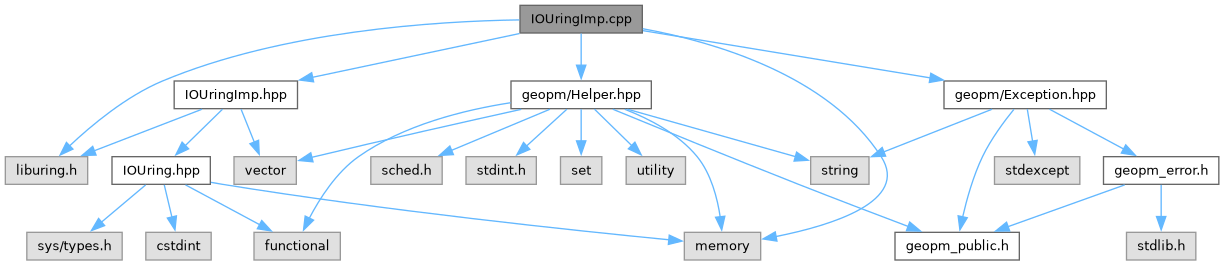 IOUringImp.cpp
IOUringImp.hpp
geopm/Helper.hpp
geopm/Exception.hpp
liburing.h
IOUring.hpp
vector
sched.h
stdint.h
set
utility
string
stdexcept
geopm_error.h
sys/types.h
cstdint
functional
memory
geopm_public.h
stdlib.h